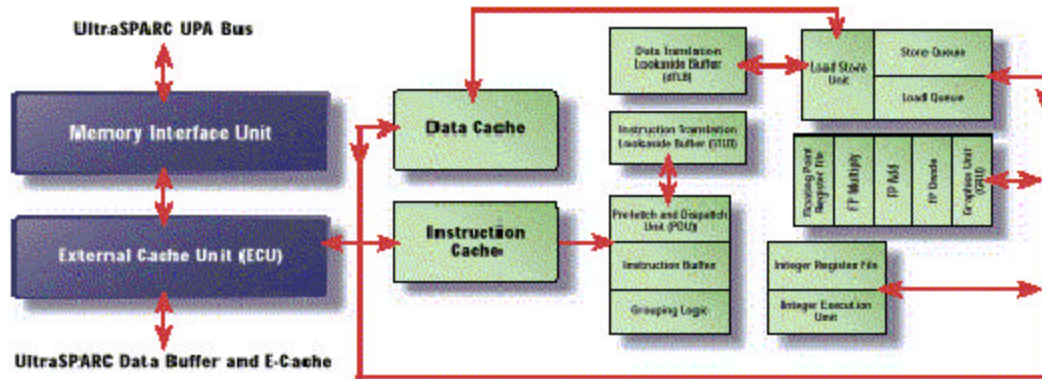 UltraSPARC UPA Bus
Memory Interface Unit
External Cache Unit (ECU)
UltraSPARC Data Buffer and E-Cache
Data Cache
Instruction
Cache
Data Translation
Lookaside Buffer
(dTLB)
Instruction Translation
Lookaside Buffer (iTLB)
Prefetch and Dispatch
Unit (PDU)
Instruction Buffer
Grouping Logic
Load Store
Unit
Store Queue
Load Queue
Floating Point
Register File
FP Multiply
FP Add
FP Divide
Graphics Unit
(GRU)
Integer Register File
Integer Execution
Unit